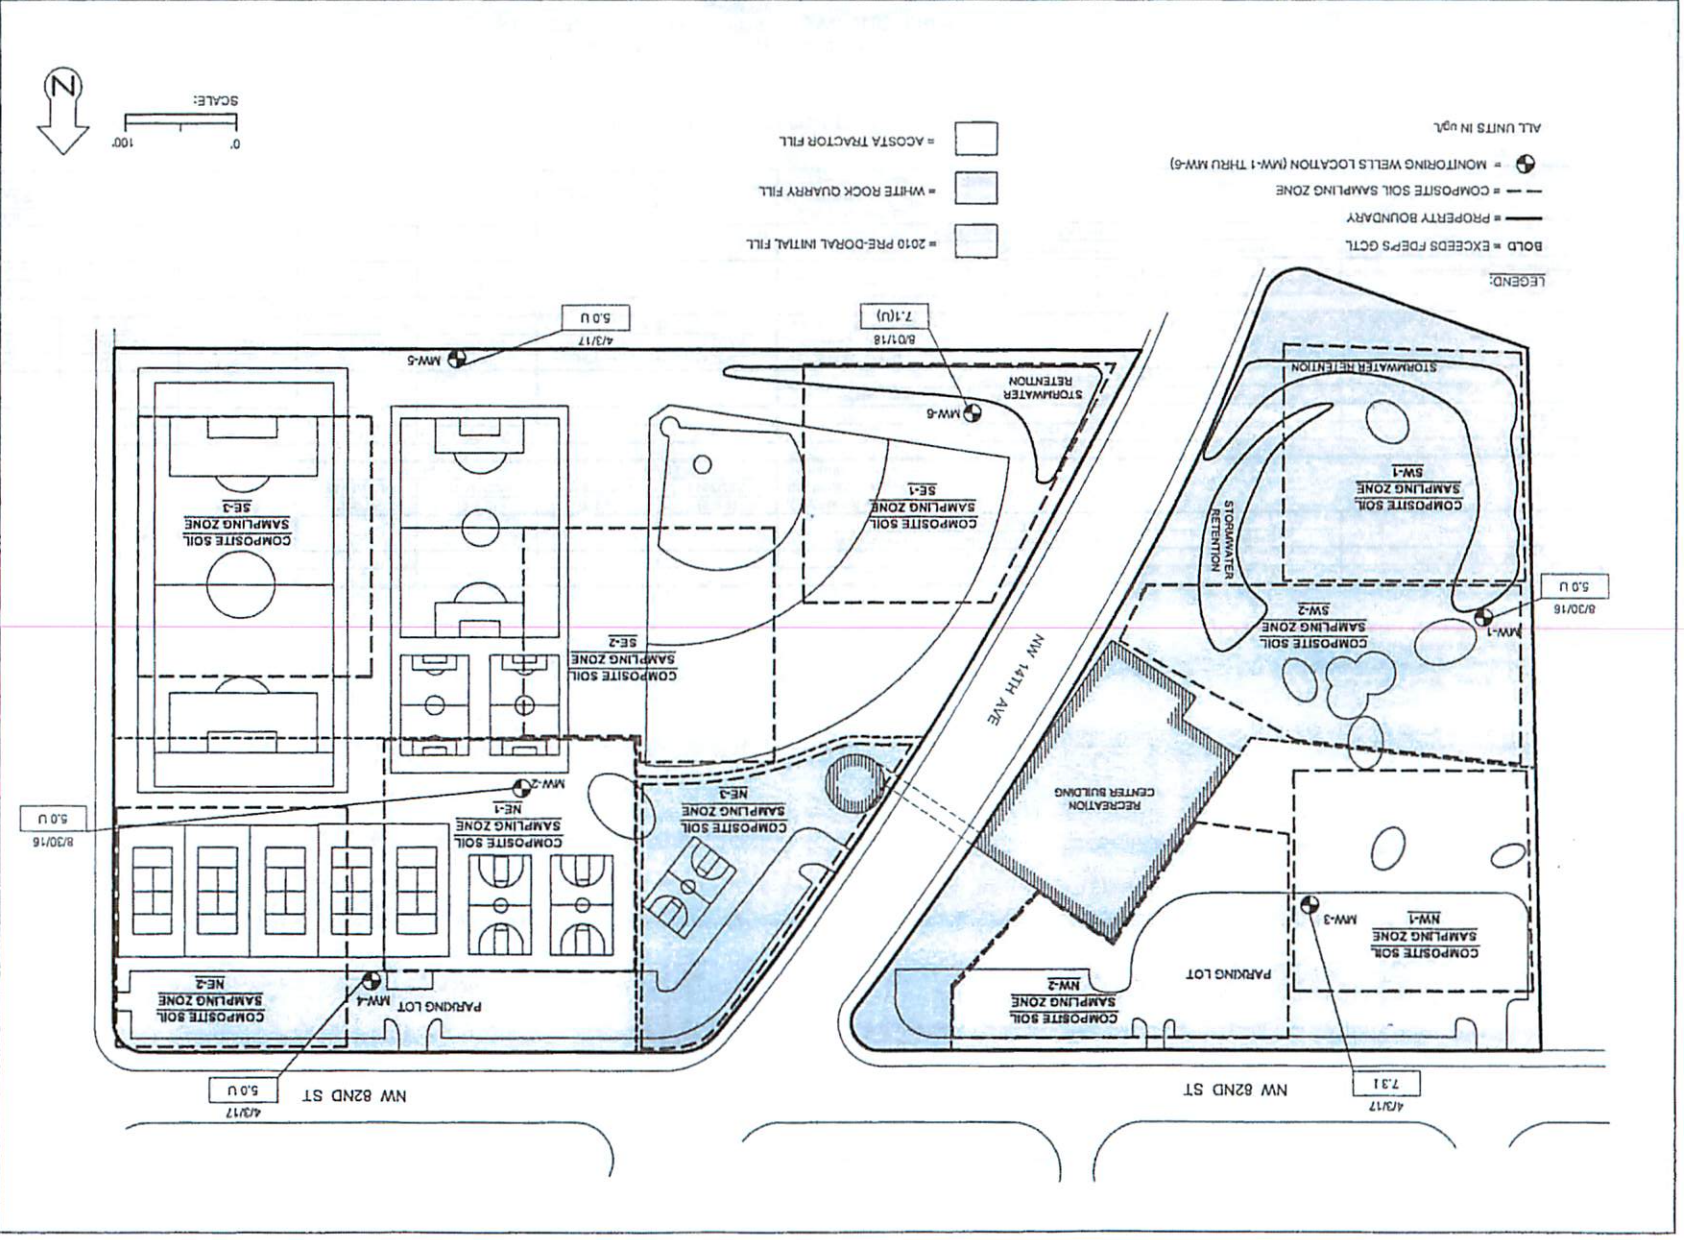 4/3/17
7.3 I
NW 82ND ST
NW 82ND ST
4/3/17
5.0 U
PARKING LOT
COMPOSITE SOIL
SAMPLING ZONE
NW-2
COMPOSITE SOIL
SAMPLING ZONE
NW-1
MW-3
PARKING LOT
MW-4
COMPOSITE SOIL
SAMPLING ZONE
NE-2
RECREATION
CENTER BUILDING
COMPOSITE SOIL
SAMPLING ZONE
NE-3
COMPOSITE SOIL
SAMPLING ZONE
NE-1
MW-2
8/30/16
5.0 U
NW 14TH AVE
MW-1
8/30/16
5.0 U
COMPOSITE SOIL
SAMPLING ZONE
SW-2
STORMWATER
RETENTION
COMPOSITE SOIL
SAMPLING ZONE
SE-2
COMPOSITE SOIL
SAMPLING ZONE
SW-1
COMPOSITE SOIL
SAMPLING ZONE
SE-1
COMPOSITE SOIL
SAMPLING ZONE
SE-3
STORMWATER RETENTION
STORMWATER
RETENTION
MW-6
MW-5
8/01/18
7.1(U)
4/3/17
5.0 U
LEGEND:
BOLD = EXCEEDS FDEPS GCTL
= PROPERTY BOUNDARY
= COMPOSITE SOIL SAMPLING ZONE
= MONITORING WELLS LOCATION (MW-1 THRU MW-6)
ALL UNITS IN ug/L
= 2010 PRE-DORAL INITIAL FILL
= WHITE ROCK QUARRY FILL
= ACOSTA TRACTOR FILL
0' 100'
SCALE:
N